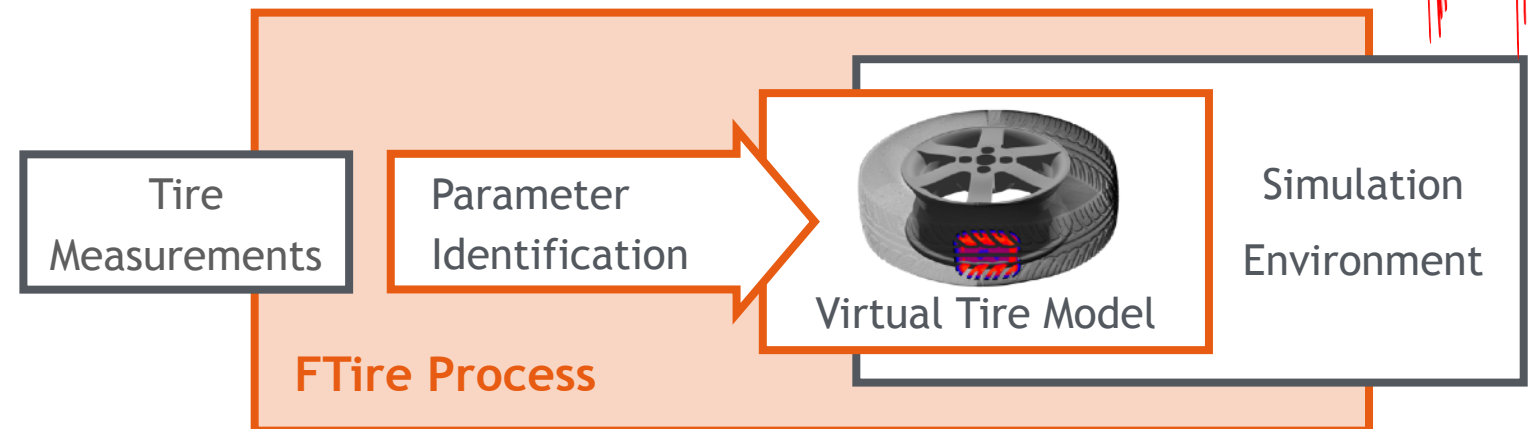 Tire
Measurements
Parameter
Identification
Virtual Tire Model
Simulation
Environment
FTire Process